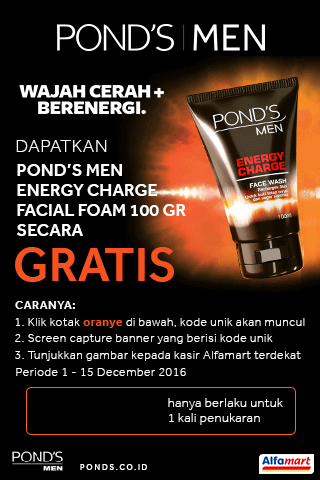 POND'S | MEN
WAJAH CERAH +
BERENERGI.
DAPATKAN
POND'S MEN
ENERGY CHARGE
FACIAL FOAM 100 GR
SECARA
GRATIS
POND'S
MEN
ENERGY
CHARGE
FACE WASH
CARANYA:
1. Klik kotak oranye di bawah, kode unik akan muncul
2. Screen capture banner yang berisi kode unik
3. Tunjukkan gambar kepada kasir Alfamart terdekat
Periode 1 - 15 December 2016
hanya berlaku untuk
1 kali penukaran
POND'S
MEN
PONDS.CO.ID
Alfamart